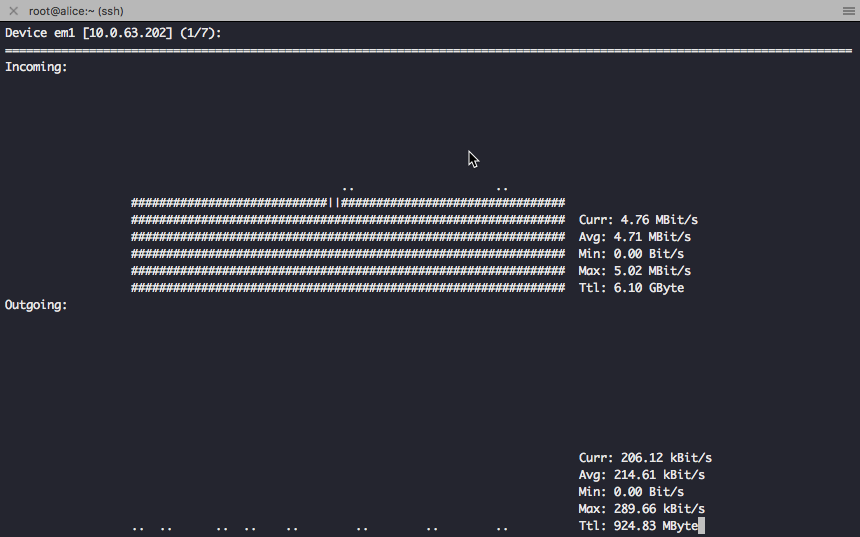 root@alice:~ (ssh)
Device em1 [10.0.63.202] (1/7):
Incoming:
Curr: 4.76 MBit/s
Avg: 4.71 MBit/s
Min: 0.00 Bit/s
Max: 5.02 MBit/s
Ttl: 6.10 GByte
Outgoing:
Curr: 206.12 kBit/s
Avg: 214.61 kBit/s
Min: 0.00 Bit/s
Max: 289.66 kBit/s
Ttl: 924.83 MByte